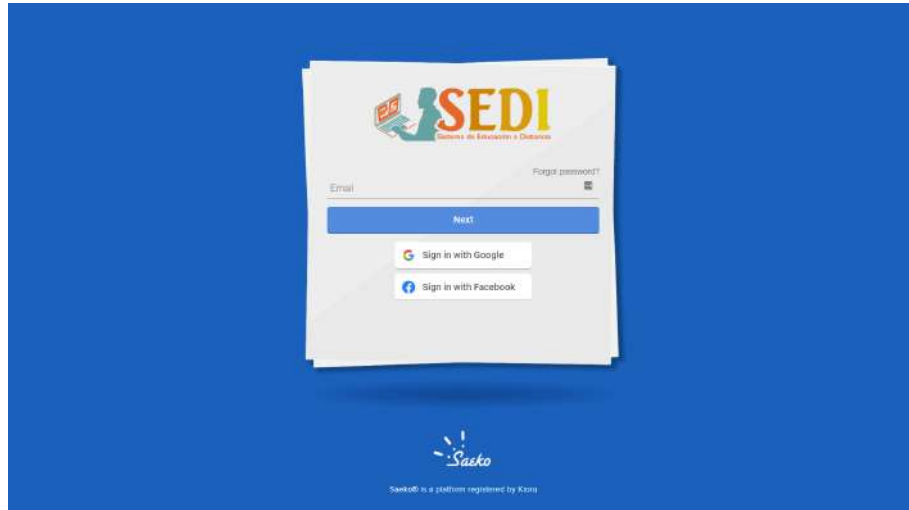 SEDI
Sistema de Educación a Distancia
Forgot password?
Email
Next
Sign in with Google
Sign in with Facebook
Saeko
Saeko® is a platform registered by